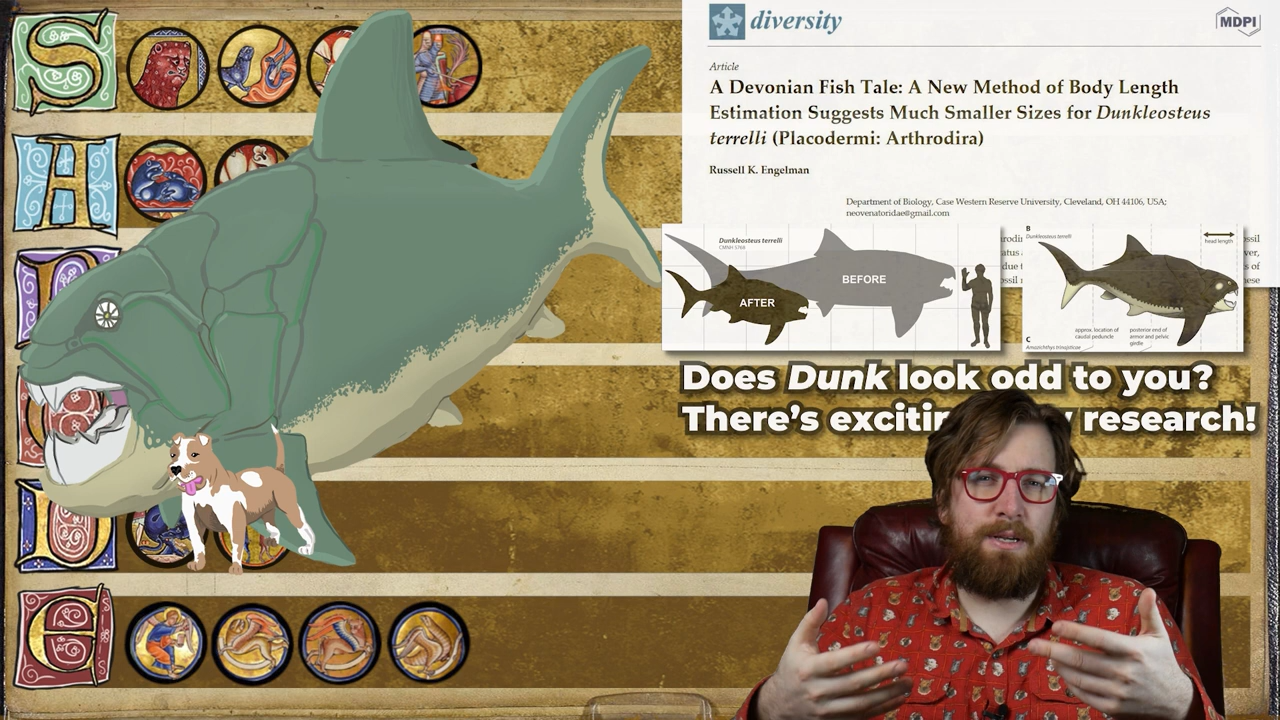 S
H
diversity
MDPI
Article
A Devonian Fish Tale: A New Method of Body Length
Estimation Suggests Much Smaller Sizes for Dunkleosteus
terrelli (Placodermi: Arthrodira)
Russell K. Engelman
Department of Biology, Case Western Reserve University, Cleveland, OH 44106, USA;
neovenatoridae@gmail.com
Dunkleosteus terrelli
CMNH 5768
BEFORE
AFTER
B
Dunkleosteus terrelli
head length
approx. location of
caudal peduncle
posterior end of
armor and pelvic
girdle
C
Does Dunk look odd to you?
There's research!